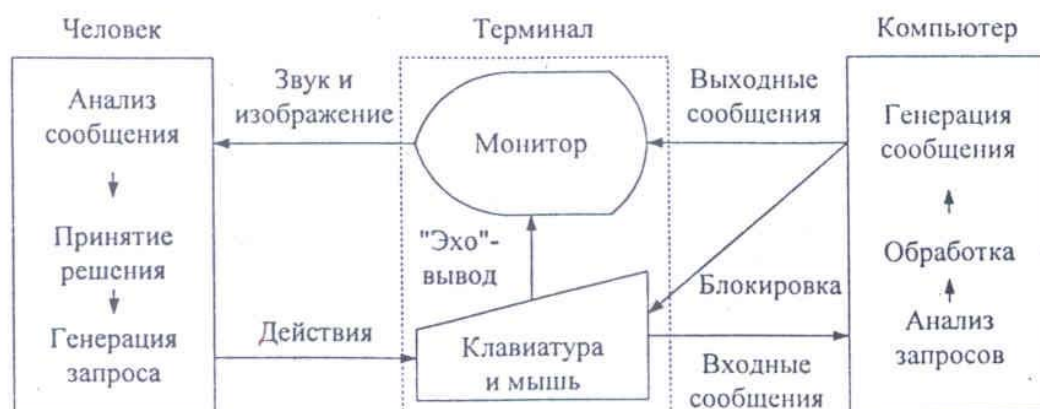 Человек
Терминал
Компьютер
Анализ
сообщения
Принятие
решения
Генерация
запроса
Звук и
изображение
Действия
Монитор
"Эхо"-
вывод
Клавиатура
и мышь
Выходные
сообщения
Блокировка
Входные
сообщения
Генерация
сообщения
Обработка
Анализ
запросов